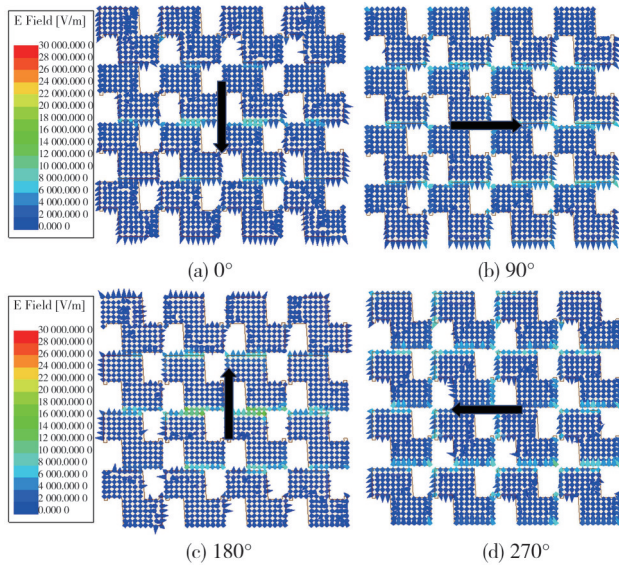 E Field [V/m]
30 000.000 0
28 000.000 0
26 000.000 0
24 000.000 0
22 000.000 0
20 000.000 0
18 000.000 0
16 000.000 0
14 000.000 0
12 000.000 0
10 000.000 0
8 000.000 0
6 000.000 0
4 000.000 0
2 000.000 0
0.000 0
(a) 0°
(b) 90°
E Field [V/m]
30 000.000 0
28 000.000 0
26 000.000 0
24 000.000 0
22 000.000 0
20 000.000 0
18 000.000 0
16 000.000 0
14 000.000 0
12 000.000 0
10 000.000 0
8 000.000 0
6 000.000 0
4 000.000 0
2 000.000 0
0.000 0
(c) 180°
(d) 270°